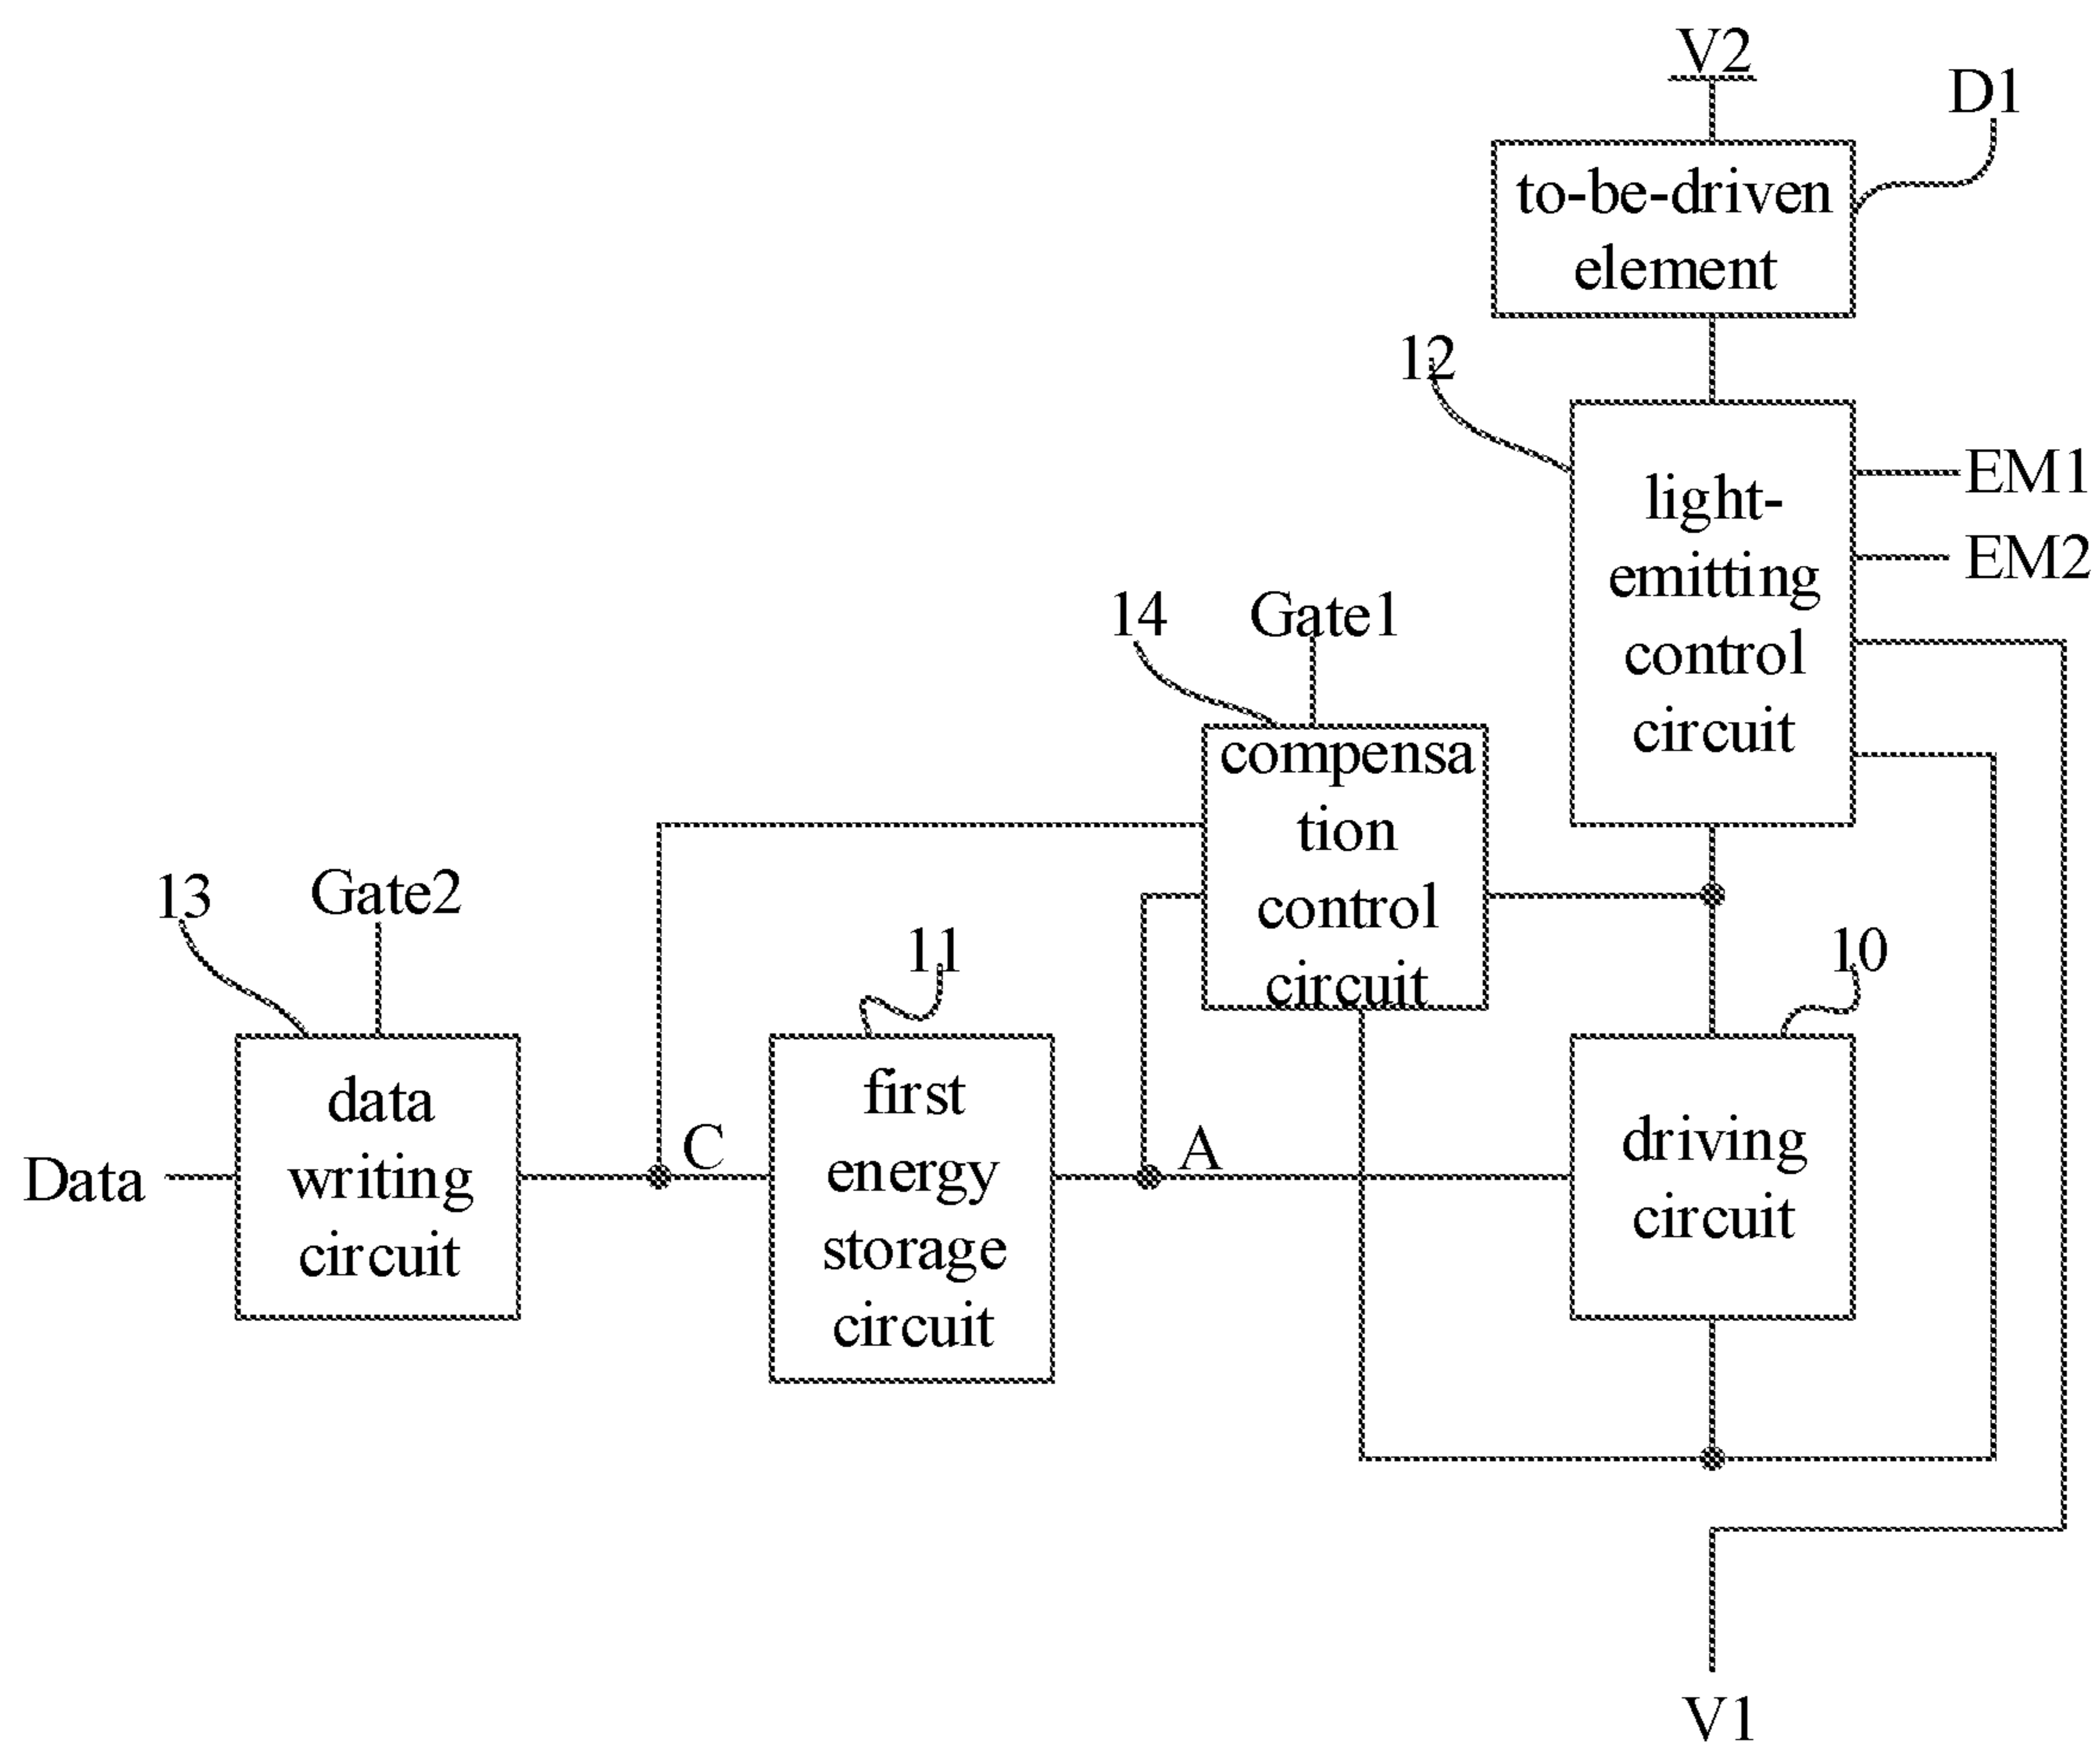 V2
D1
to-be-driven
element
12
light-
emitting
control
circuit
EM1
EM2
14
Gate1
compensa
tion
control
circuit
13
Gate2
11
10
data
writing
circuit
Data
C
first
energy
storage
circuit
A
driving
circuit
V1